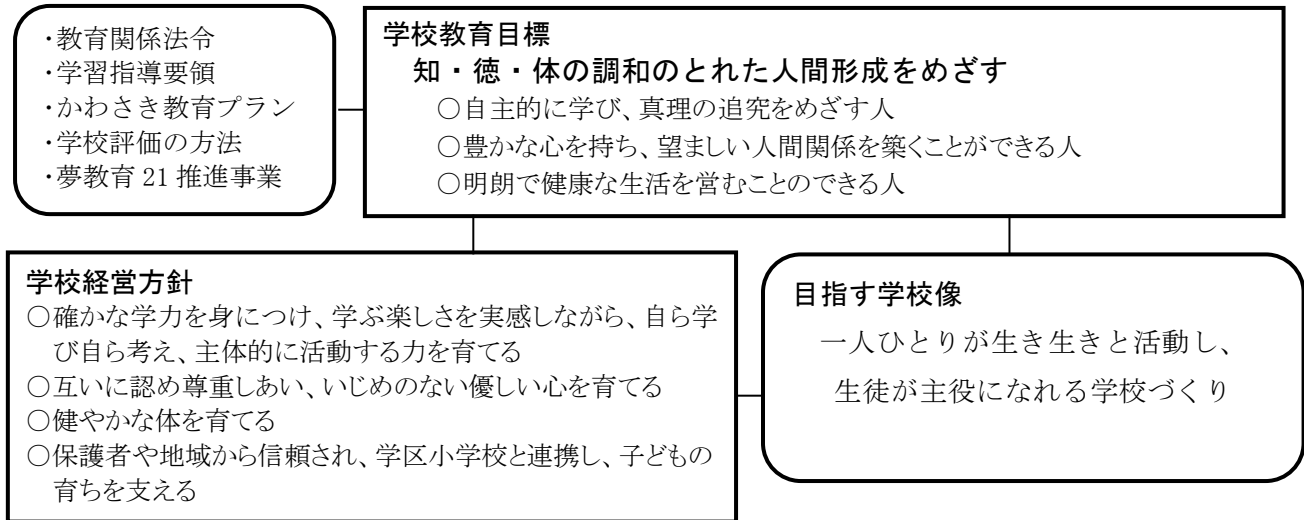 ・教育関係法令
・学習指導要領
・かわさき教育プラン
・学校評価の方法
・夢教育 21 推進事業
学校教育目標
知・徳・体の調和のとれた人間形成をめざす
○自主的に学び、真理の追究をめざす人
○豊かな心を持ち、望ましい人間関係を築くことができる人
○明朗で健康な生活を営むことのできる人
学校経営方針
○確かな学力を身につけ、学ぶ楽しさを実感しながら、自ら学
び自ら考え、主体的に活動する力を育てる
○互いに認め尊重しあい、いじめのない優しい心を育てる
○健やかな体を育てる
○保護者や地域から信頼され、学区小学校と連携し、子どもの
育ちを支える
目指す学校像
一人ひとりが生き生きと活動し、
生徒が主役になれる学校づくり